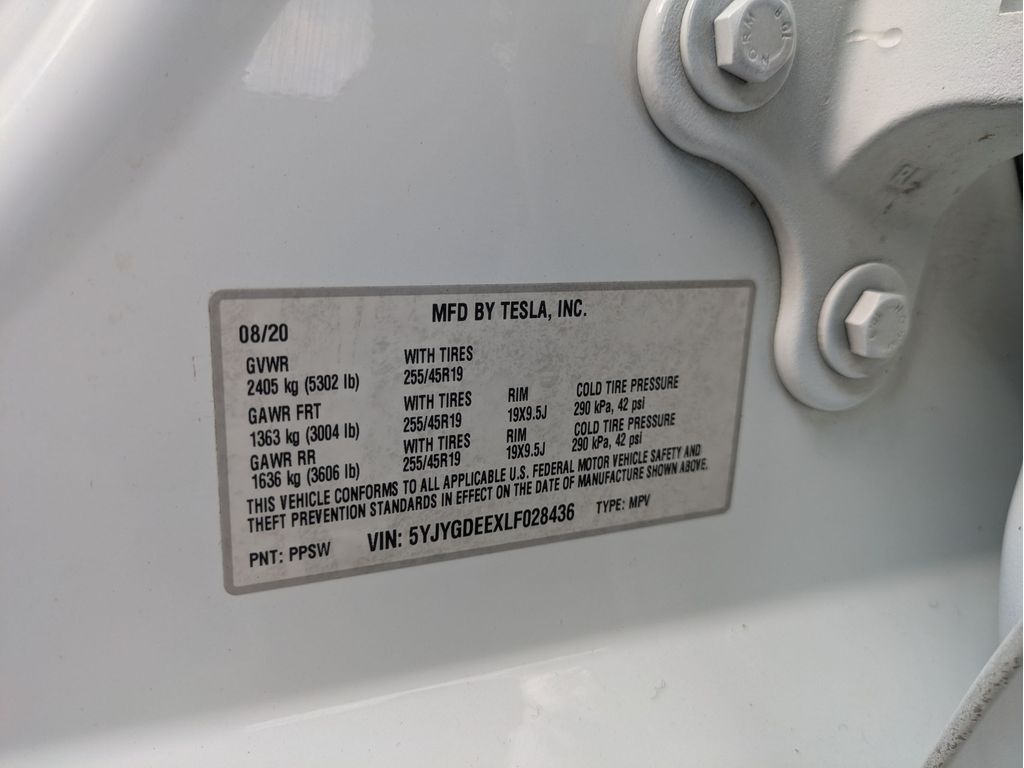 MFD BY TESLA, INC.
08/20
GVWR WITH TIRES
2405 kg (5302 lb) 255/45R19
GAWR FRT WITH TIRES RIM COLD TIRE PRESSURE
1363 kg (3004 lb) 255/45R19 19X9.5J 290 kPa, 42 psi
GAWR RR WITH TIRES RIM COLD TIRE PRESSURE
1636 kg (3606 lb) 255/45R19 19X9.5J 290 kPa, 42 psi
THIS VEHICLE CONFORMS TO ALL APPLICABLE U.S. FEDERAL MOTOR VEHICLE SAFETY AND
THEFT PREVENTION STANDARDS IN EFFECT ON THE DATE OF MANUFACTURE SHOWN ABOVE.
PNT: PPSW VIN: 5YJYGDEEXLF028436 TYPE: MPV